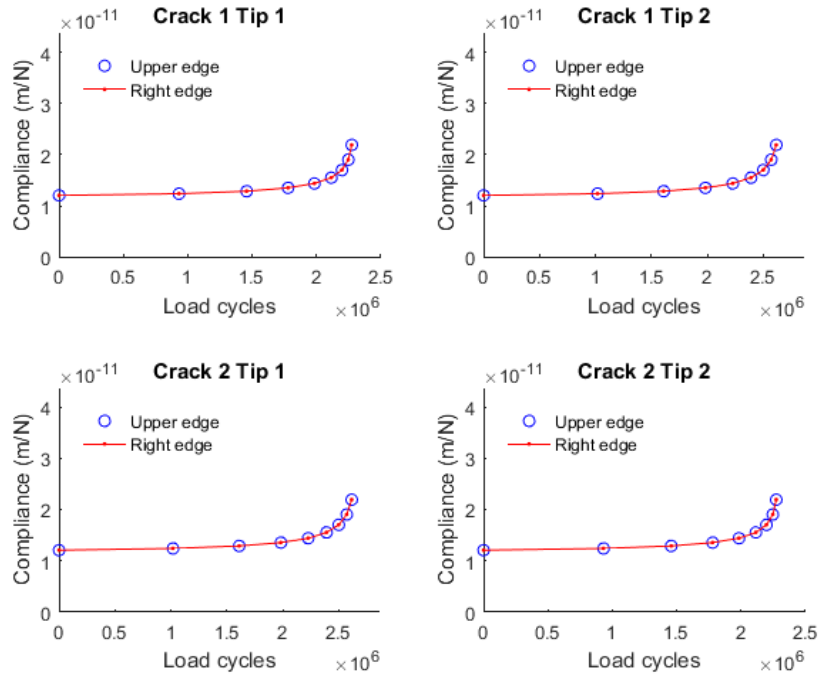 Crack 1 Tip 1
× 10⁻¹¹
Compliance (m/N)
4
3
2
1
0
Upper edge
Right edge
0 0.5 1 1.5 2 2.5
Load cycles
× 10⁶
Crack 1 Tip 2
× 10⁻¹¹
Compliance (m/N)
4
3
2
1
0
Upper edge
Right edge
0 0.5 1 1.5 2 2.5
Load cycles
× 10⁶
Crack 2 Tip 1
× 10⁻¹¹
Compliance (m/N)
4
3
2
1
0
Upper edge
Right edge
0 0.5 1 1.5 2 2.5
Load cycles
× 10⁶
Crack 2 Tip 2
× 10⁻¹¹
Compliance (m/N)
4
3
2
1
0
Upper edge
Right edge
0 0.5 1 1.5 2 2.5
Load cycles
× 10⁶